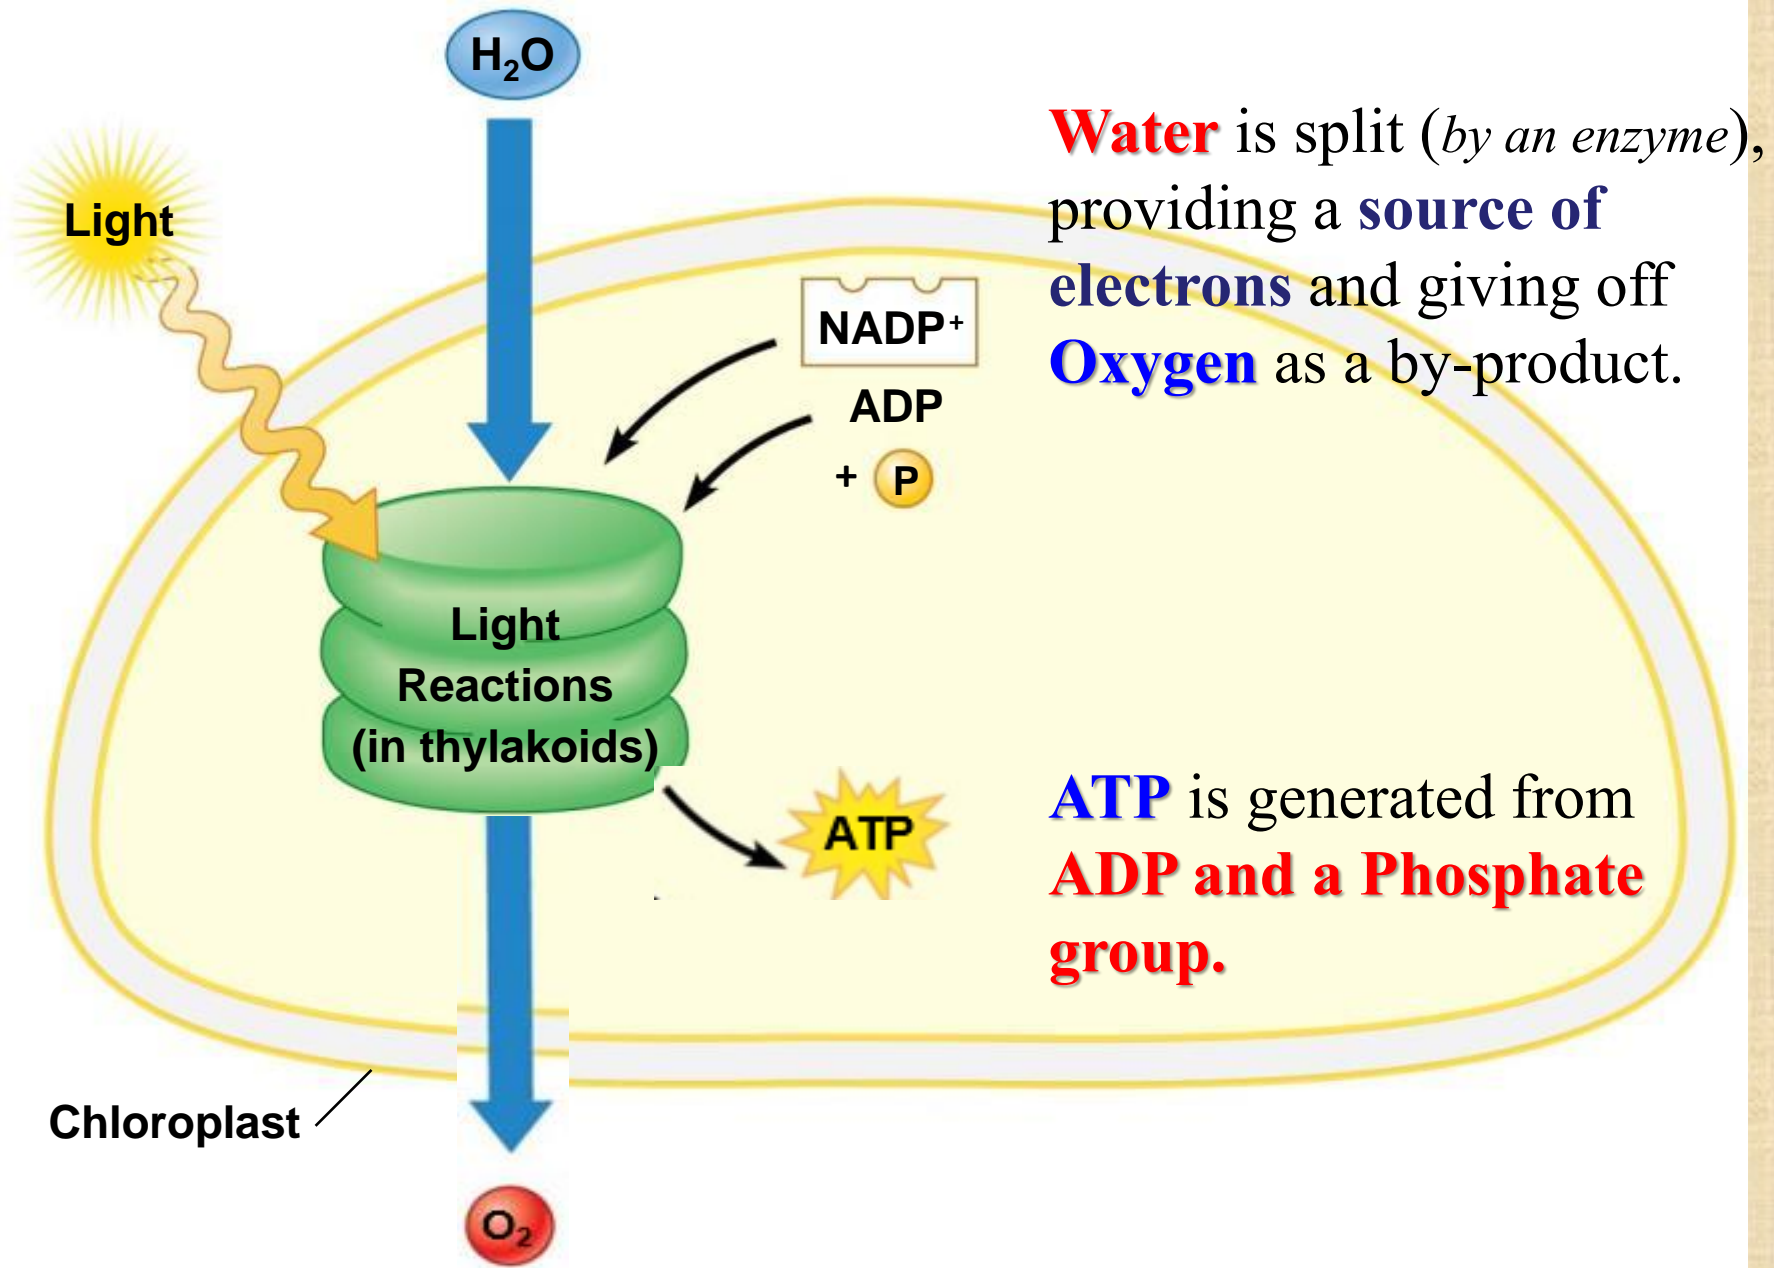 H₂O
Water is split (by an enzyme),
providing a source of
electrons and giving off
Oxygen as a by-product.
Light
NADP⁺
ADP
+ P
Light
Reactions
(in thylakoids)
ATP
ATP is generated from
ADP and a Phosphate
group.
Chloroplast
O₂